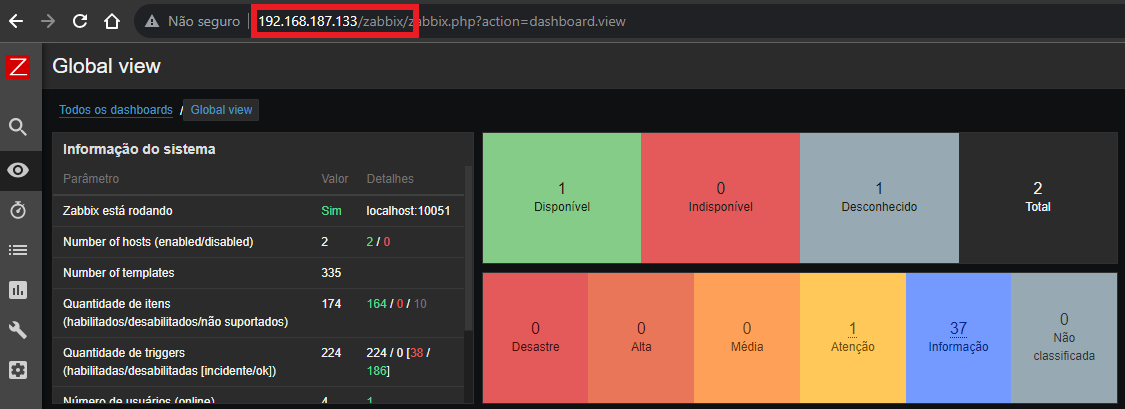 Não seguro 192.168.187.133/zabbix/zabbix.php?action=dashboard.view
Z
Global view
Todos os dashboards / Global view
Informação do sistema
Parâmetro Valor Detalhes
Zabbix está rodando Sim localhost:10051
Number of hosts (enabled/disabled) 2 2 / 0
Number of templates 335
Quantidade de itens 174 164 / 0 / 10
(habilitados/desabilitados/não suportados)
Quantidade de triggers 224 224 / 0 [38 /
(habilitadas/desabilitadas [incidente/ok]) 186]
Número de usuários (online) 4 1
1
Disponível
0
Indisponível
1
Desconhecido
2
Total
0
Desastre
0
Alta
0
Média
1
Atenção
37
Informação
0
Não
classificada